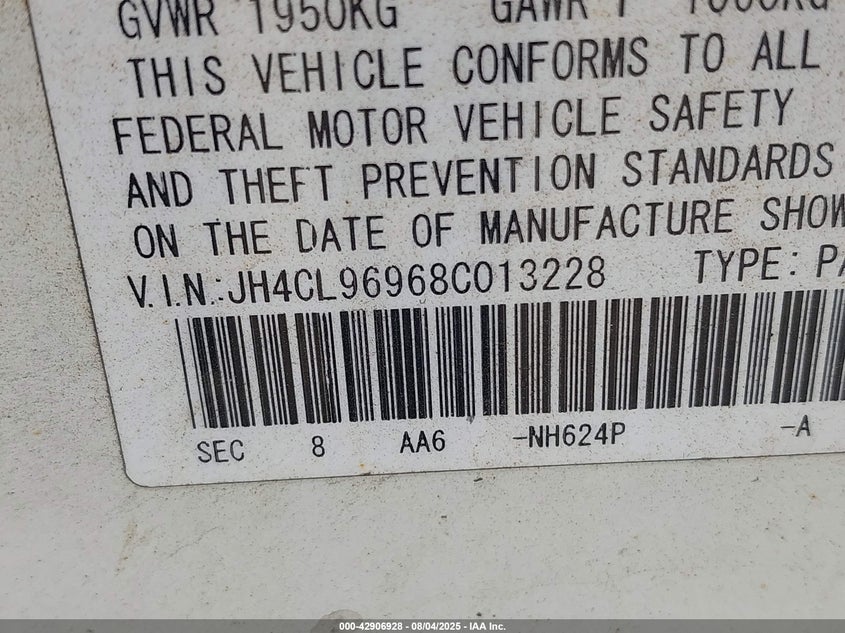 GVWR 1950KG GAWR F
THIS VEHICLE CONFORMS TO ALL
FEDERAL MOTOR VEHICLE SAFETY
AND THEFT PREVENTION STANDARDS
ON THE DATE OF MANUFACTURE SHOW
V.I.N.:JH4CL96968C013228 TYPE: PA
SEC 8 AA6 -NH624P -A
000-42906928 - 08/04/2025 - IAA Inc.